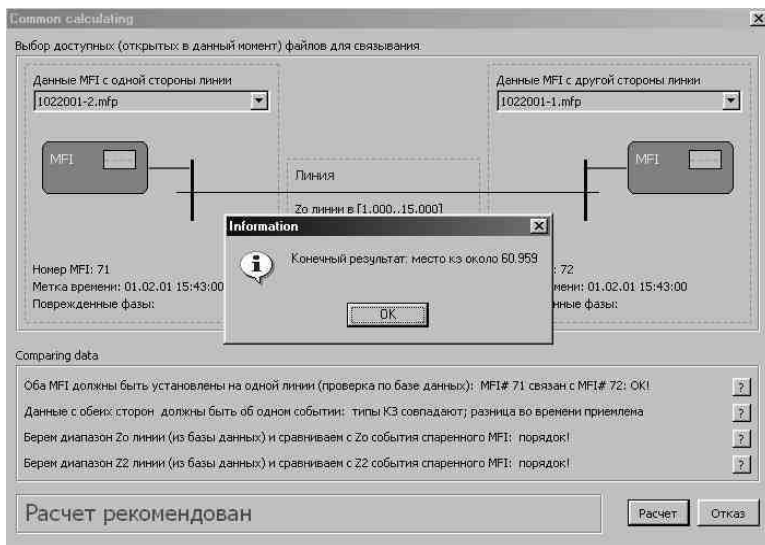 Common calculating
Выбор доступных (открытых в данный момент) файлов для связывания
Данные MFI с одной стороны линии
1022001-2.mfp
Данные MFI с другой стороны линии
1022001-1.mfp
MFI
MFI
Линия
Zo линии в [1.000..15.000]
Information
Конечный результат: место кз около 60.959
OK
Номер MFI: 71
Метка времени: 01.02.01 15:43:00
Поврежденные фазы:
: 72
мени: 01.02.01 15:43:00
нные фазы:
Comparing data
Оба MFI должны быть установлены на одной линии (проверка по базе данных): MFI# 71 связан с MFI# 72: OK!
?
Данные с обеих сторон должны быть об одном событии: типы КЗ совпадают; разница во времени приемлема
?
Берем диапазон Zo линии (из базы данных) и сравниваем с Zo события спаренного MFI: порядок!
?
Берем диапазон Z2 линии (из базы данных) и сравниваем с Z2 события спаренного MFI: порядок!
?
Расчет рекомендован
Расчет
Отказ